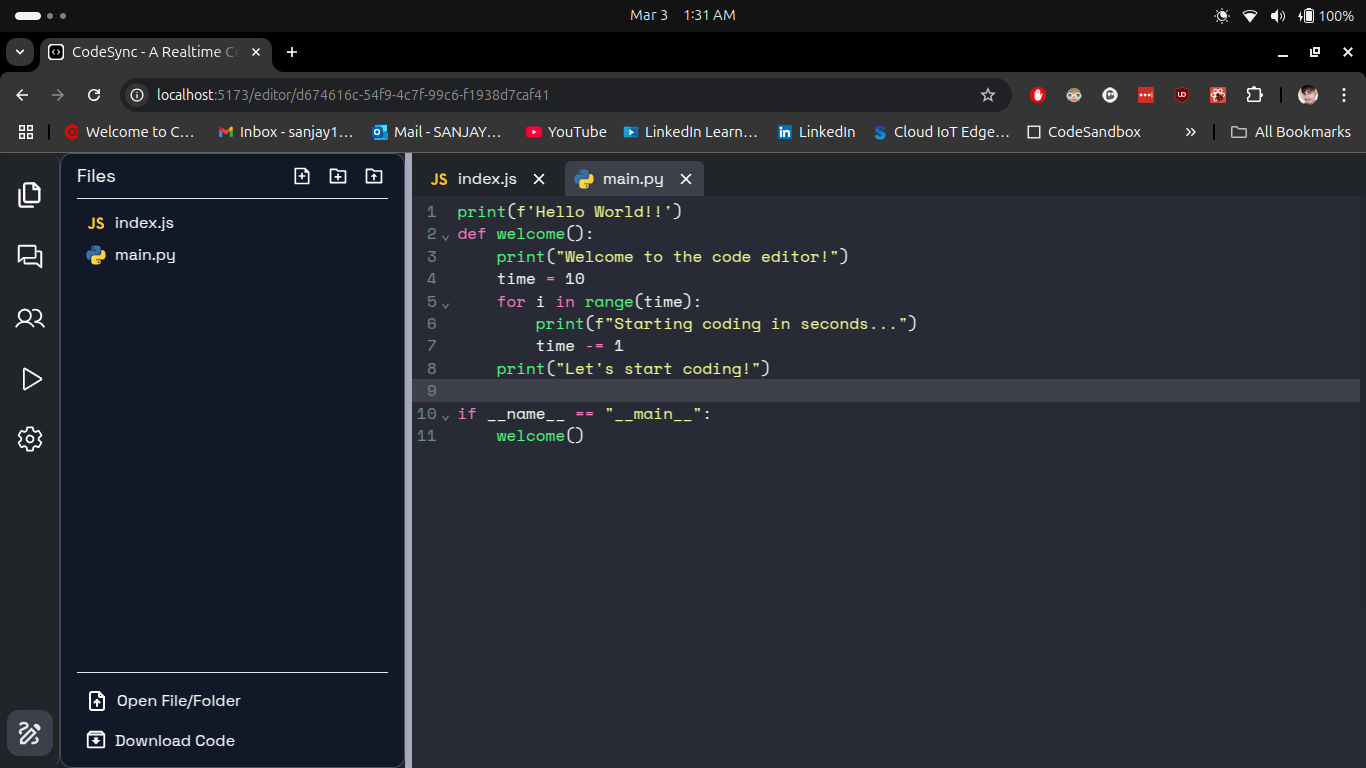 Mar 3 1:31 AM
100%
CodeSync - A Realtime Co
localhost:5173/editor/d674616c-54f9-4c7f-99c6-f1938d7caf41
Welcome to C...
Inbox - sanjay1...
Mail - SANJAY...
YouTube
LinkedIn Learn...
LinkedIn
Cloud IoT Edge...
CodeSandbox
»
All Bookmarks
Files
JS index.js
main.py
Open File/Folder
Download Code
JS index.js
main.py
1 print(f'Hello World!!')
2 def welcome():
3     print("Welcome to the code editor!")
4     time = 10
5     for i in range(time):
6         print(f"Starting coding in seconds...")
7         time -= 1
8     print("Let's start coding!")
9
10 if __name__ == "__main__":
11     welcome()